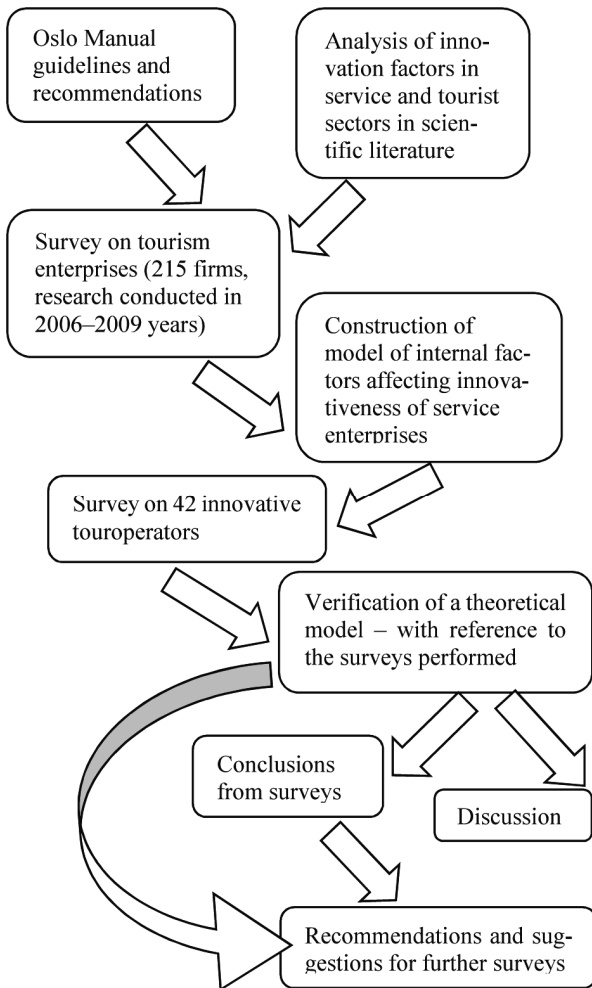 Oslo Manual
guidelines and
recommendations
Analysis of inno-
vation factors in
service and tourist
sectors in scien-
tific literature
Survey on tourism
enterprises (215 firms,
research conducted in
2006–2009 years)
Construction of
model of internal fac-
tors affecting innova-
tiveness of service
enterprises
Survey on 42 innovative
touroperators
Verification of a theoretical
model – with reference to
the surveys performed
Conclusions
from surveys
Discussion
Recommendations and sug-
gestions for further surveys